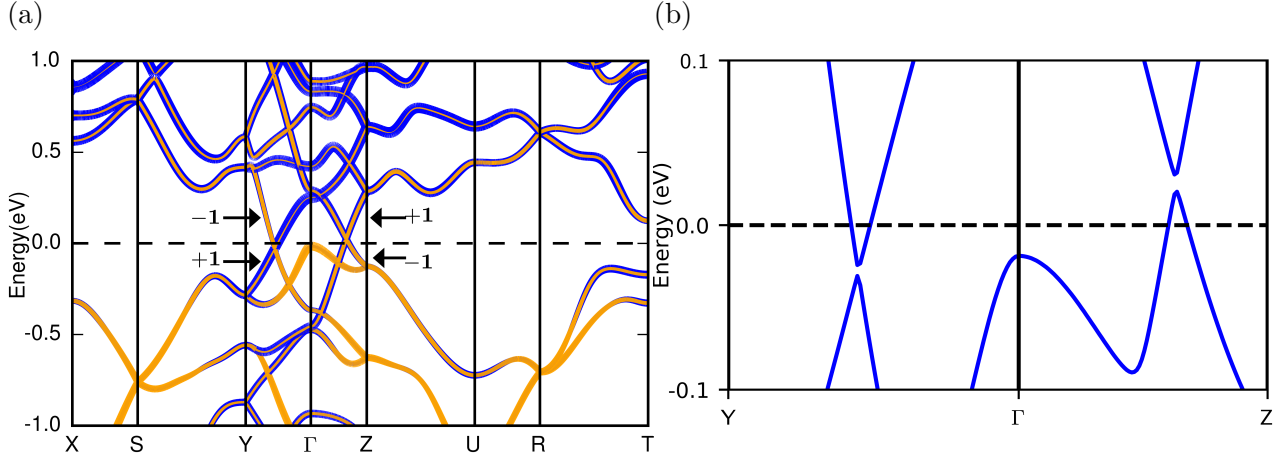 (a)
(b)
1.0
0.5
0.0
-0.5
-1.0
Energy(eV)
−1
+1
+1
−1
X S Y Γ Z U R T
0.1
0.0
-0.1
Energy (eV)
Y Γ Z